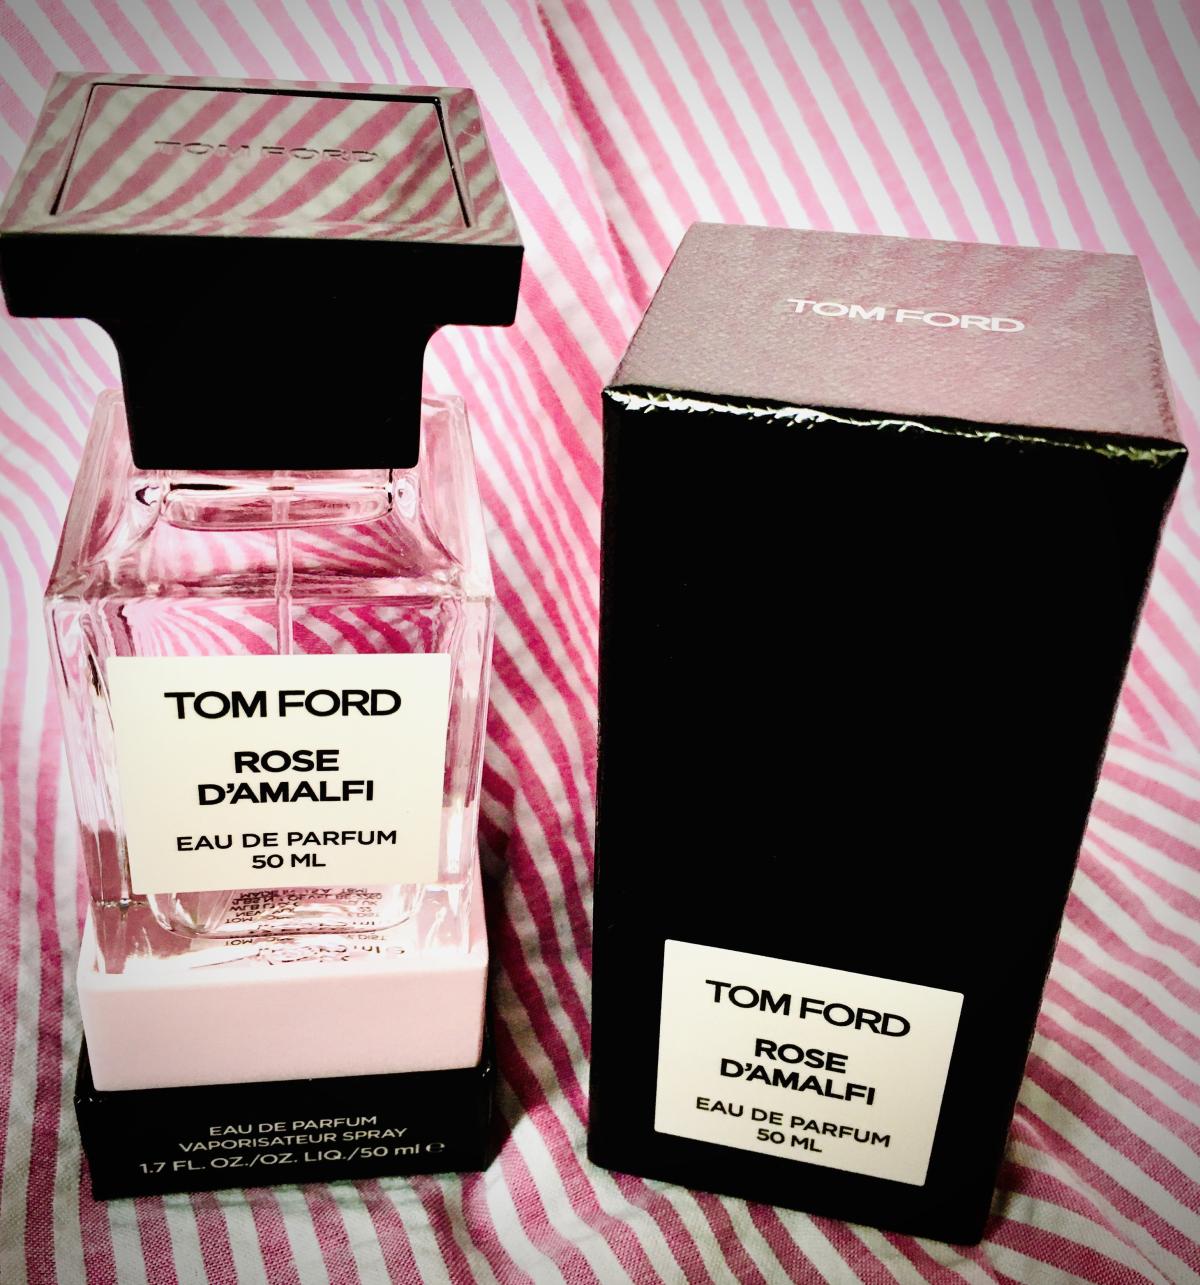 TOM FORD
TOM FORD
ROSE
D'AMALFI
EAU DE PARFUM
50 ML
EAU DE PARFUM
VAPORISATEUR SPRAY
1.7 FL. OZ./OZ. LIQ./50 ml ℮
TOM FORD
TOM FORD
ROSE
D'AMALFI
EAU DE PARFUM
50 ML